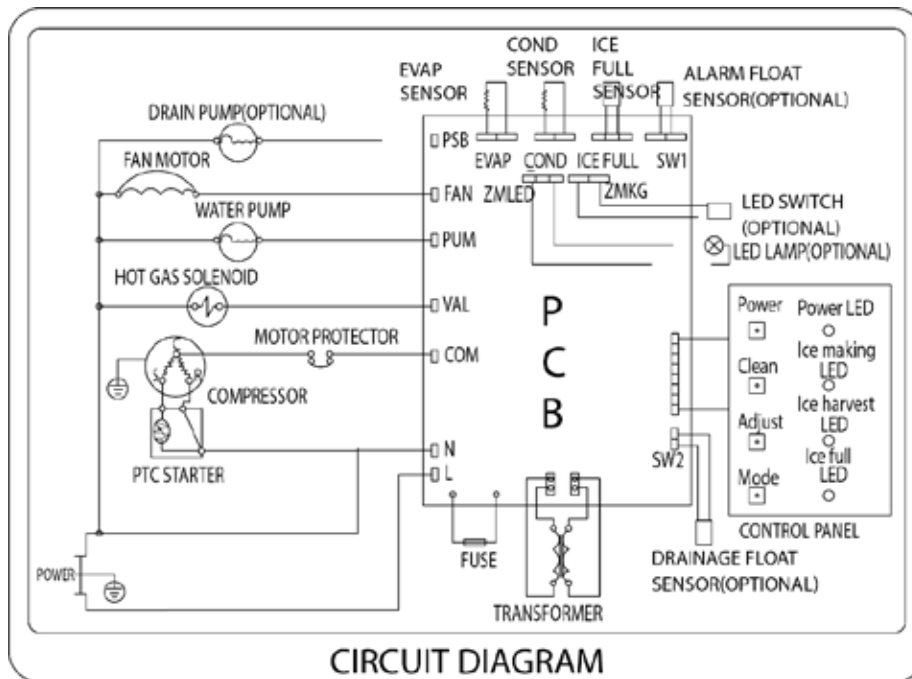 COND
SENSOR
ICE
FULL
SENSOR
EVAP
SENSOR
ALARM FLOAT
SENSOR(OPTIONAL)
DRAIN PUMP(OPTIONAL)
PSB
EVAP
COND
ICE FULL
SW1
FAN MOTOR
FAN
ZMLED
ZMKG
LED SWITCH
(OPTIONAL)
LED LAMP(OPTIONAL)
WATER PUMP
PUM
HOT GAS SOLENOID
VAL
MOTOR PROTECTOR
COM
COMPRESSOR
PTC STARTER
N
L
P
C
B
Power
Power LED
Clean
Ice making
LED
Adjust
Ice harvest
LED
Mode
Ice full
LED
CONTROL PANEL
SW2
DRAINAGE FLOAT
SENSOR(OPTIONAL)
FUSE
TRANSFORMER
POWER
CIRCUIT DIAGRAM